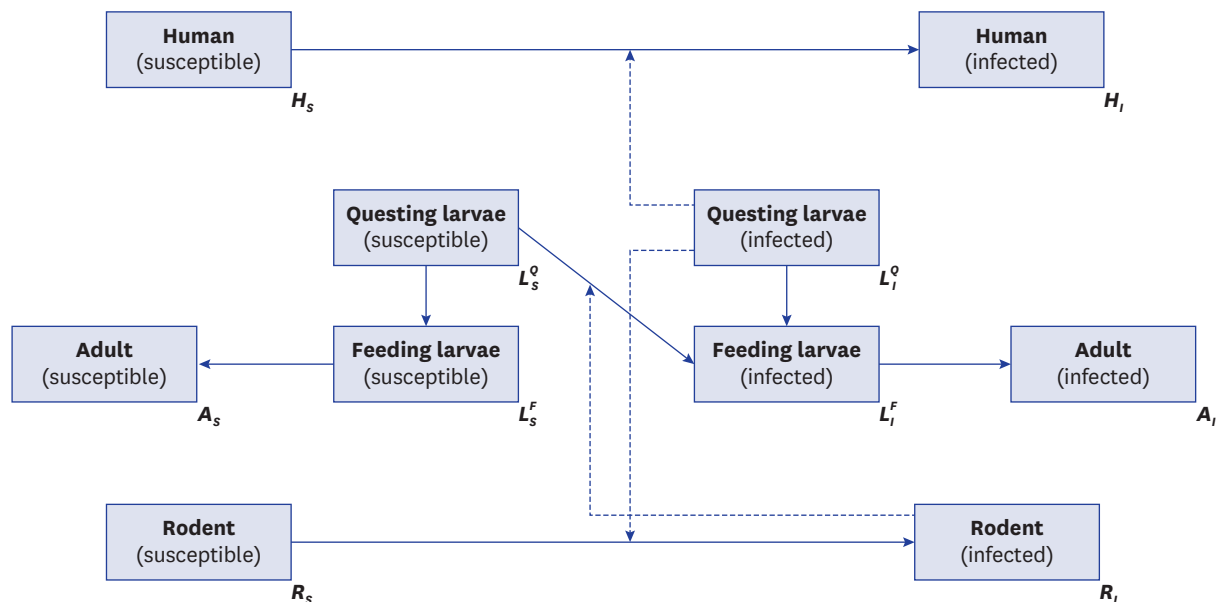 Human
(susceptible)
H_S
Human
(infected)
H_I
Questing larvae
(susceptible)
L_S^Q
Questing larvae
(infected)
L_I^Q
Adult
(susceptible)
A_S
Feeding larvae
(susceptible)
L_S^F
Feeding larvae
(infected)
L_I^F
Adult
(infected)
A_I
Rodent
(susceptible)
R_S
Rodent
(infected)
R_I